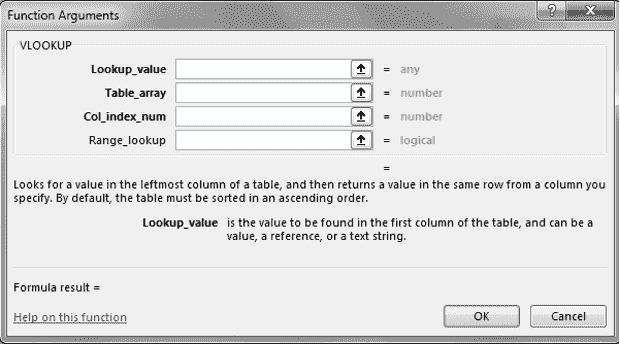 Function Arguments
VLOOKUP
Lookup_value = any
Table_array = number
Col_index_num = number
Range_lookup = logical
=
Looks for a value in the leftmost column of a table, and then returns a value in the same row from a column you
specify. By default, the table must be sorted in an ascending order.
Lookup_value is the value to be found in the first column of the table, and can be a
value, a reference, or a text string.
Formula result =
Help on this function
OK Cancel